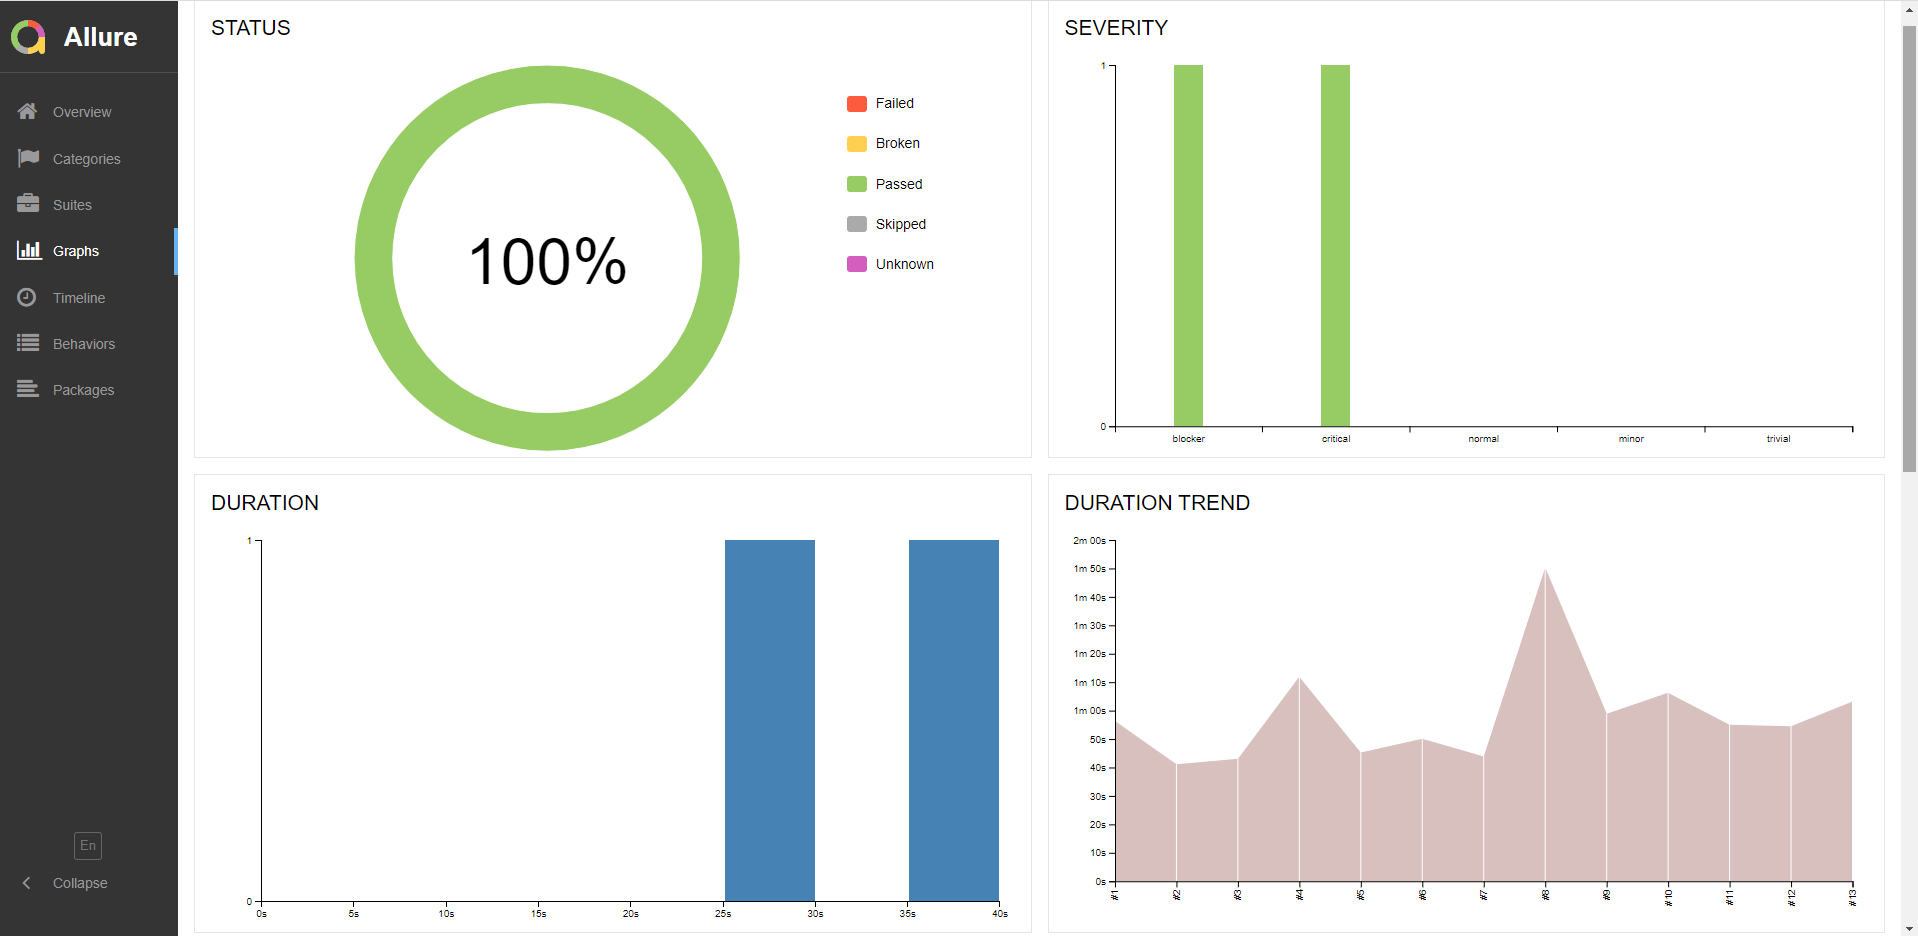 Allure
Overview
Categories
Suites
Graphs
Timeline
Behaviors
Packages
En
Collapse
STATUS
100%
Failed
Broken
Passed
Skipped
Unknown
SEVERITY
1
0
blocker critical normal minor trivial
DURATION
1
0
0s 5s 10s 15s 20s 25s 30s 35s 40s
DURATION TREND
2m 00s
1m 50s
1m 40s
1m 30s
1m 20s
1m 10s
1m 00s
50s
40s
30s
20s
10s
0s
#1 #2 #3 #4 #5 #6 #7 #8 #9 #10 #11 #12 #13